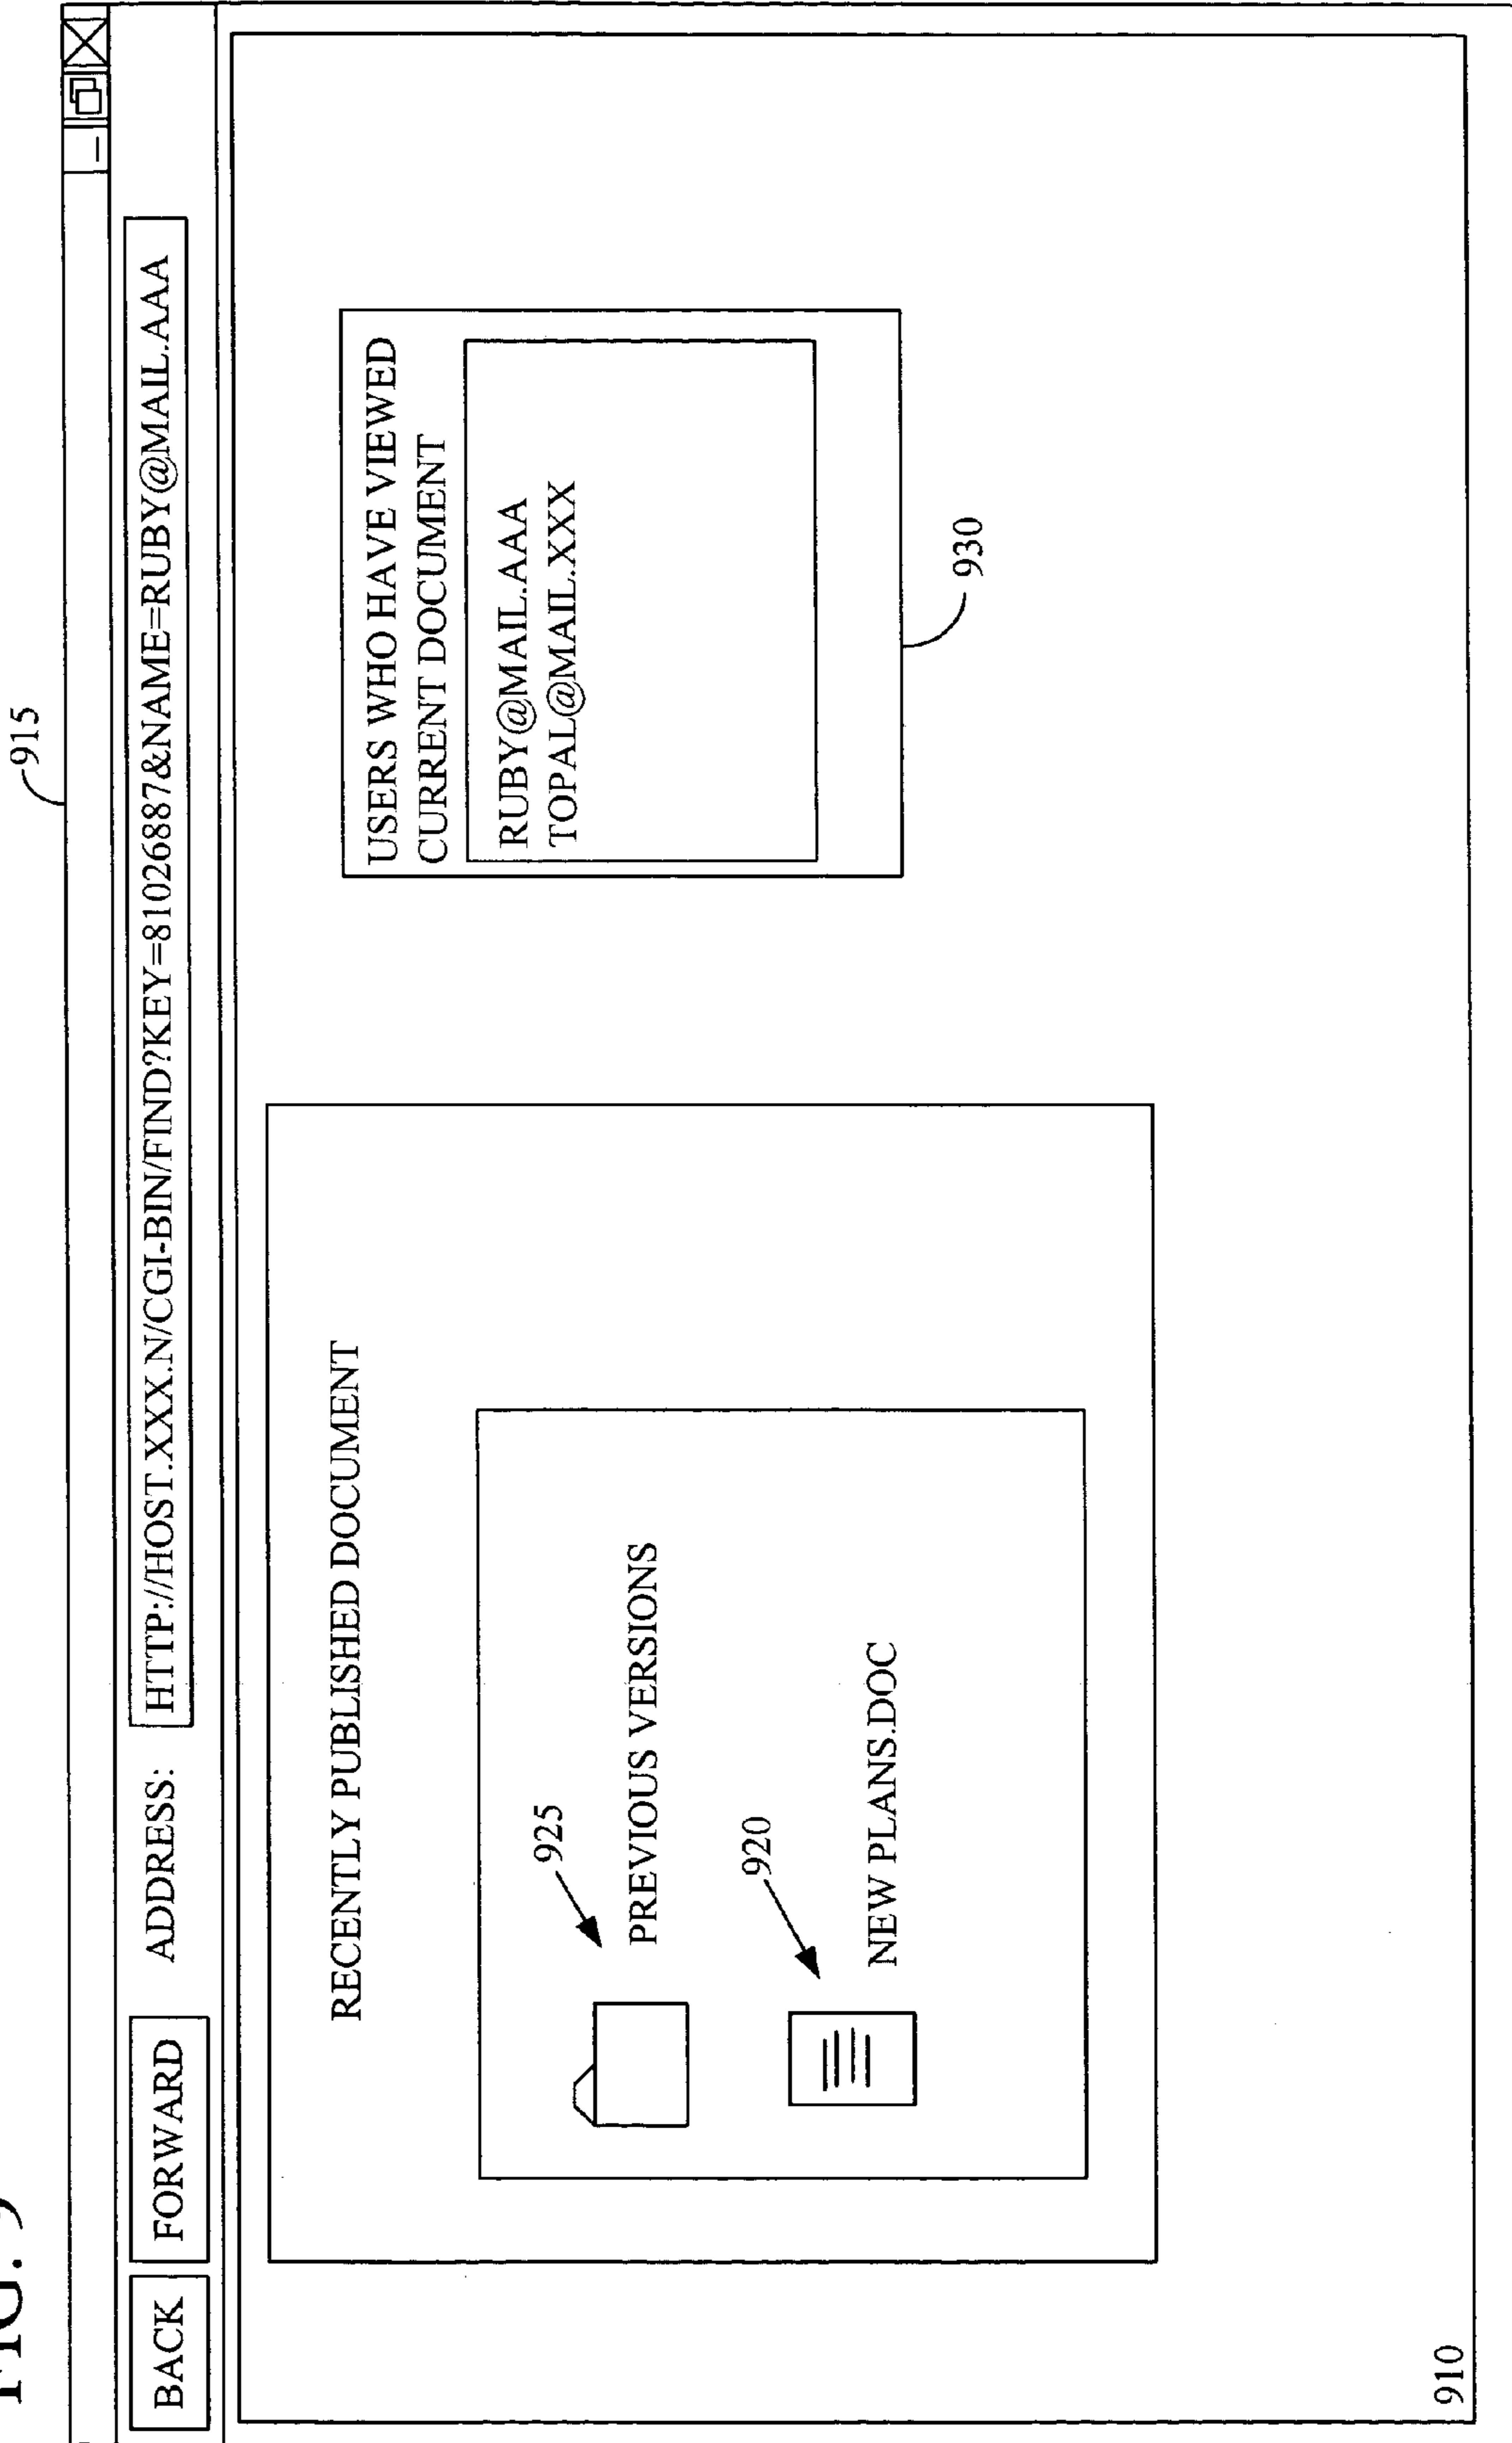 FIG. 9
915
BACK
FORWARD
ADDRESS:
HTTP://HOST.XXX.N/CGI-BIN/FIND?KEY=81026887&NAME=RUBY@MAIL.AAA
RECENTLY PUBLISHED DOCUMENT
925
PREVIOUS VERSIONS
920
NEW PLANS.DOC
USERS WHO HAVE VIEWED
CURRENT DOCUMENT
RUBY@MAIL.AAA
TOPAL@MAIL.XXX
930
910